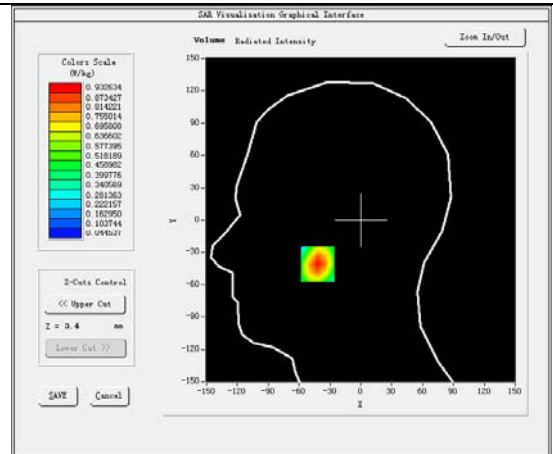 SAR Visualisation Graphical Interface
Volume Radiated Intensity
Zoom In/Out
Colors Scale
(W/kg)
0.932634
0.873427
0.814221
0.755014
0.695808
0.636602
0.577395
0.518189
0.458982
0.399776
0.340569
0.281363
0.222157
0.162950
0.103744
0.044537
Z-Cuts Control
<< Upper Cut
Z = 3.4 mm
Lower Cut >>
SAVE
Cancel
150
120
90
60
30
0
-30
-60
-90
-120
-150
Y
-150 -120 -90 -60 -30 0 30 60 90 120 150
X